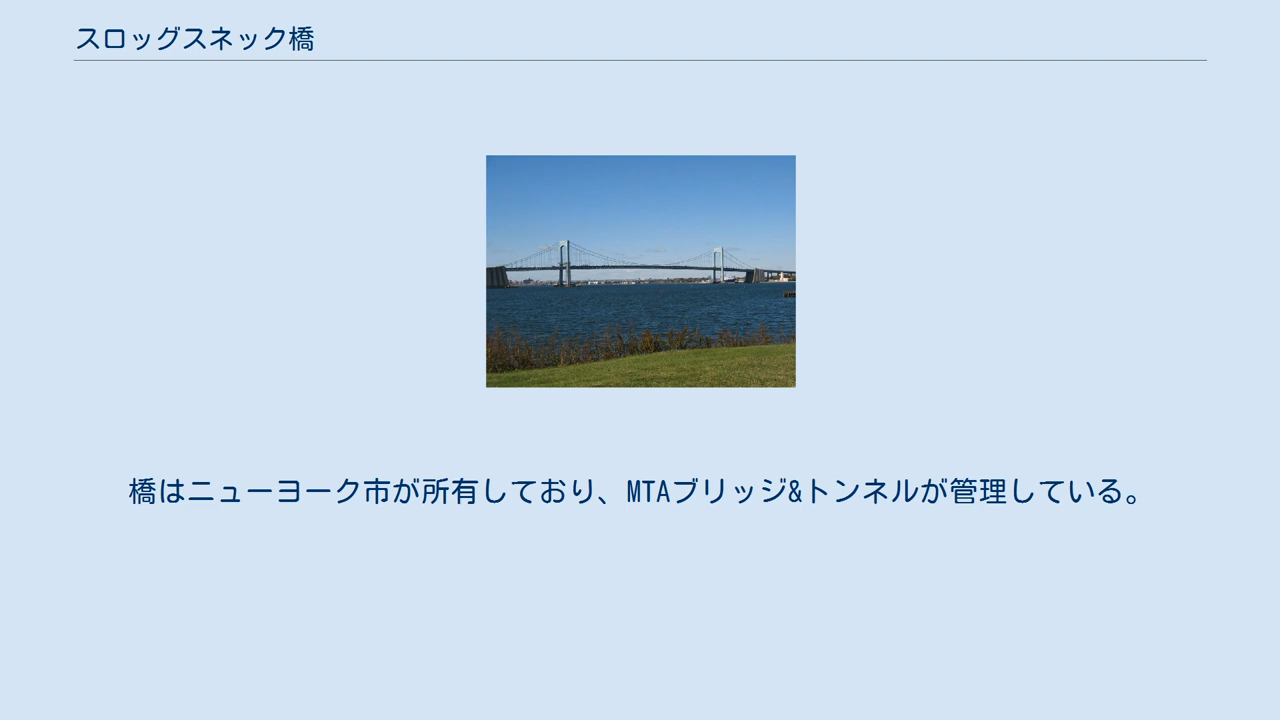 スロッグスネック橋
橋はニューヨーク市が所有しており、MTAブリッジ&トンネルが管理している。